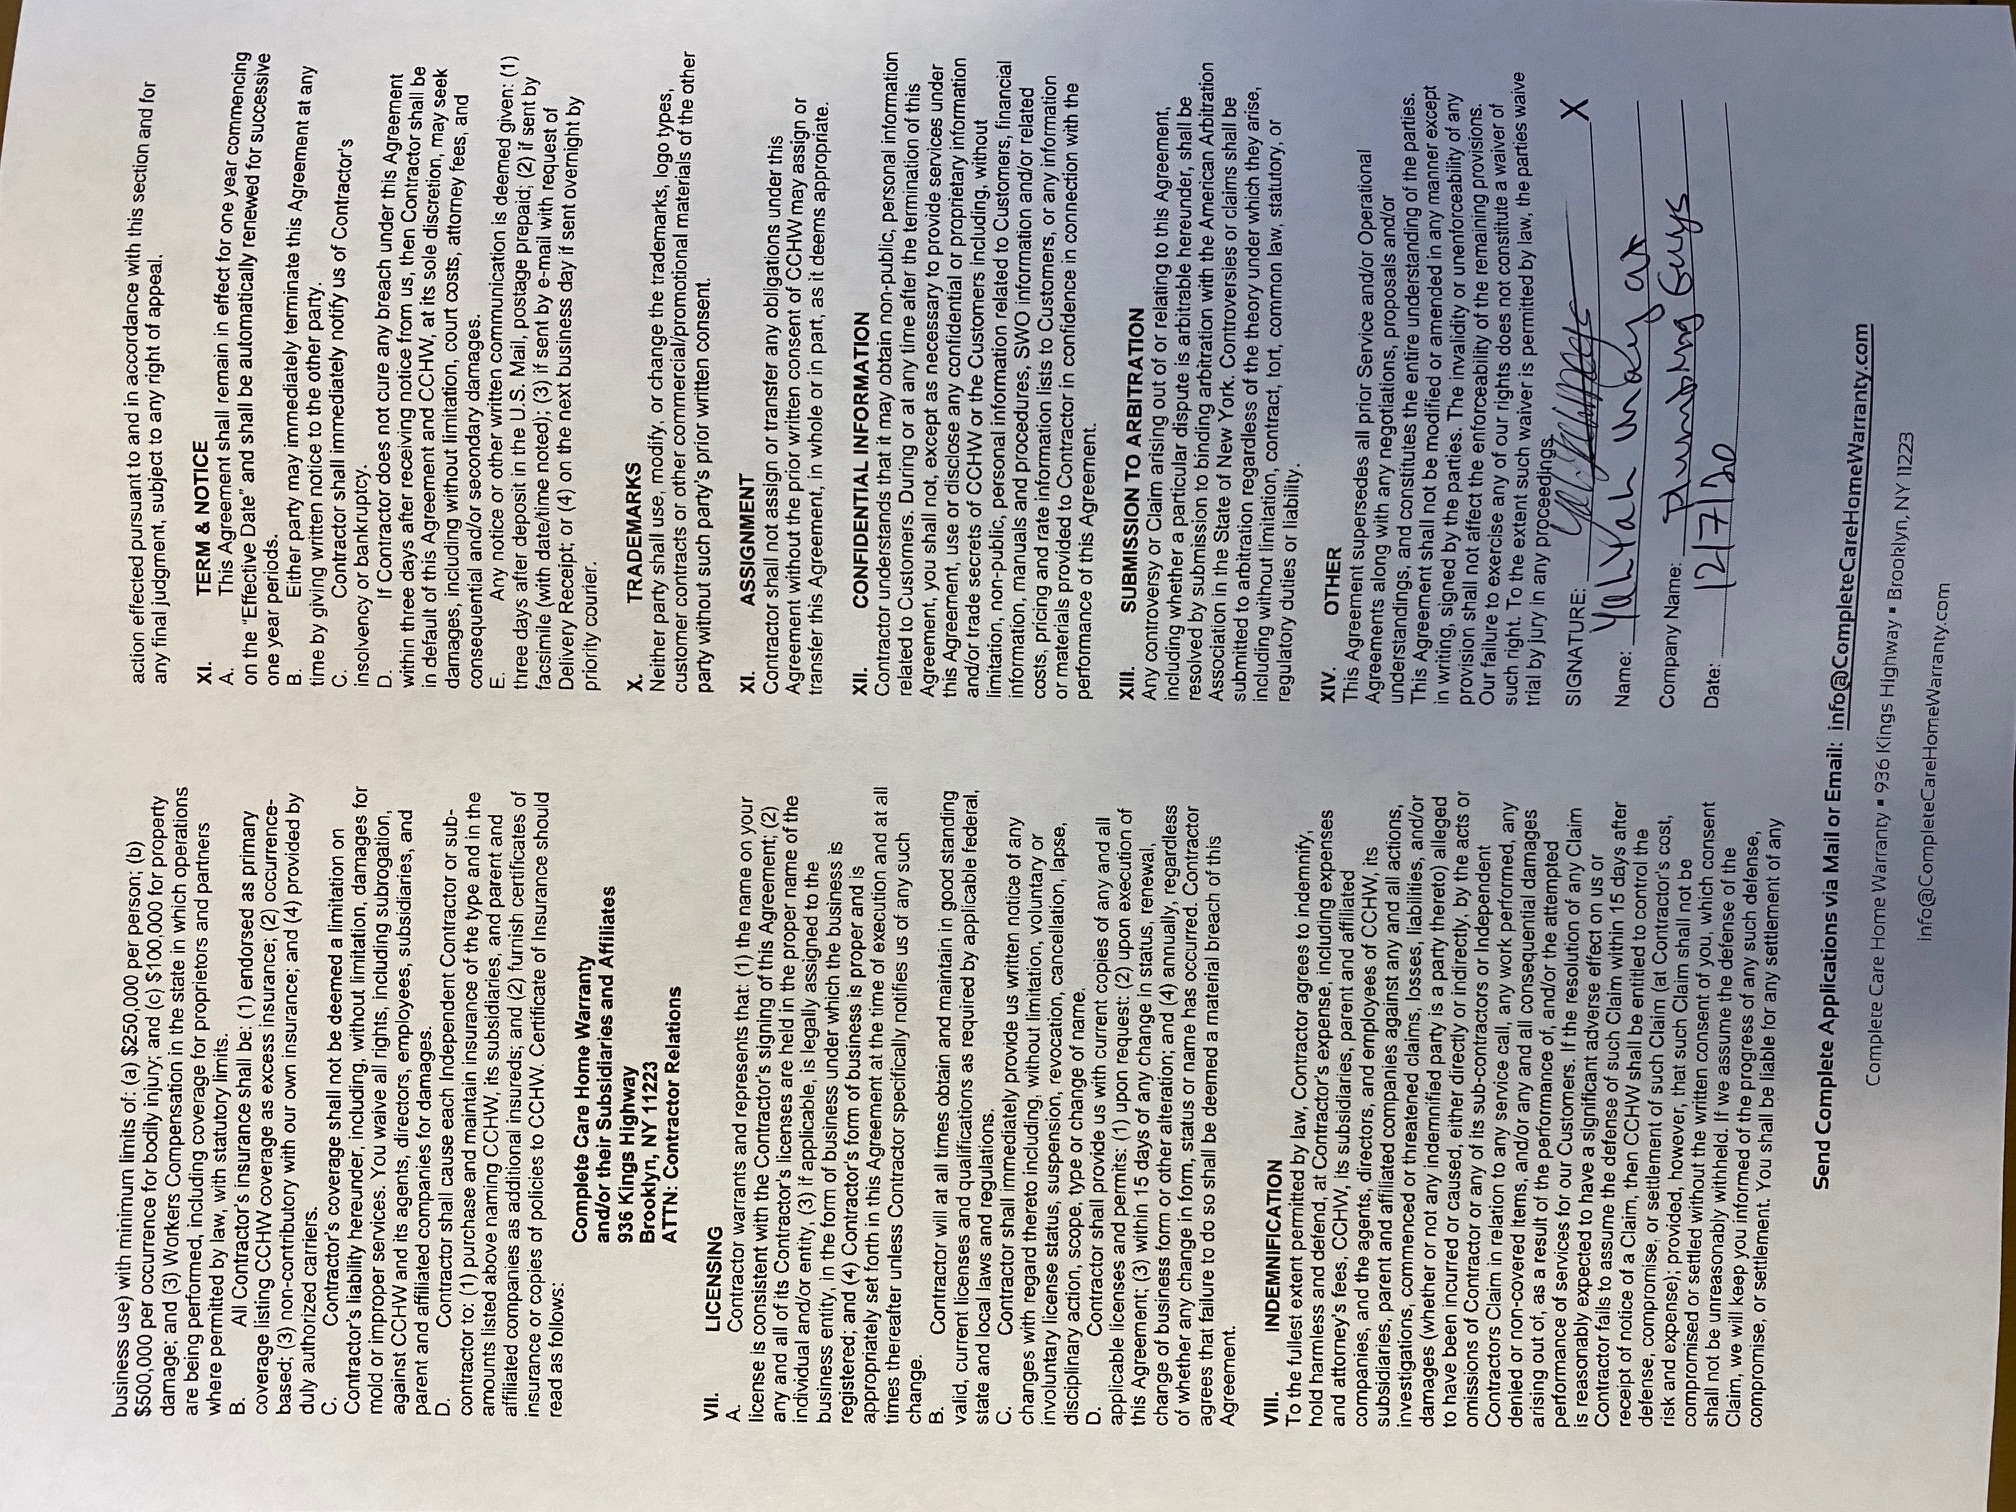 business use) with minimum limits of: (a) $250,000 per person; (b)
$500,000 per occurrence for bodily injury; and (c) $100,000 for property
damage; and (3) Workers Compensation in the state in which operations
are being performed, including coverage for proprietors and partners
where permitted by law, with statutory limits.
B. All Contractor's insurance shall be: (1) endorsed as primary
coverage listing CCHW coverage as excess insurance; (2) occurrence-
based; (3) non-contributory with our own insurance; and (4) provided by
duly authorized carriers.
C. Contractor's coverage shall not be deemed a limitation on
Contractor's liability hereunder, including, without limitation, damages for
mold or improper services. You waive all rights, including subrogation,
against CCHW and its agents, directors, employees, subsidiaries, and
parent and affiliated companies for damages.
D. Contractor shall cause each Independent Contractor or sub-
contractor to: (1) purchase and maintain insurance of the type and in the
amounts listed above naming CCHW, its subsidiaries, and parent and
affiliated companies as additional insureds; and (2) furnish certificates of
insurance or copies of policies to CCHW. Certificate of Insurance should
read as follows:
Complete Care Home Warranty
and/or their Subsidiaries and Affiliates
936 Kings Highway
Brooklyn, NY 11223
ATTN: Contractor Relations
VII. LICENSING
A. Contractor warrants and represents that: (1) the name on your
license is consistent with the Contractor's signing of this Agreement; (2)
any and all of its Contractor's licenses are held in the proper name of the
individual and/or entity, (3) if applicable, is legally assigned to the
business entity, in the form of business under which the business is
registered; and (4) Contractor's form of business is proper and is
appropriately set forth in this Agreement at the time of execution and at all
times thereafter unless Contractor specifically notifies us of any such
change.
B. Contractor will at all times obtain and maintain in good standing
valid, current licenses and qualifications as required by applicable federal,
state and local laws and regulations.
C. Contractor shall immediately provide us written notice of any
changes with regard thereto including, without limitation, voluntary or
involuntary license status, suspension, revocation, cancellation, lapse,
disciplinary action, scope, type or change of name.
D. Contractor shall provide us with current copies of any and all
applicable licenses and permits: (1) upon request: (2) upon execution of
this Agreement; (3) within 15 days of any change in status, renewal,
change of business form or other alteration; and (4) annually, regardless
of whether any change in form, status or name has occurred. Contractor
agrees that failure to do so shall be deemed a material breach of this
Agreement.
VIII. INDEMNIFICATION
To the fullest extent permitted by law, Contractor agrees to indemnify,
hold harmless and defend, at Contractor's expense, including expenses
and attorney's fees, CCHW, its subsidiaries, parent and affiliated
companies, and the agents, directors, and employees of CCHW, its
subsidiaries, parent and affiliated companies against any and all actions,
investigations, commenced or threatened claims, losses, liabilities, and/or
damages (whether or not any indemnified party is a party thereto) alleged
to have been incurred or caused, either directly or indirectly, by the acts or
omissions of Contractor or any of its sub-contractors or Independent
Contractors Claim in relation to any service call, any work performed, any
denied or non-covered items, and/or any and all consequential damages
arising out of, as a result of the performance of, and/or the attempted
performance of services for our Customers. If the resolution of any Claim
is reasonably expected to have a significant adverse effect on us or
Contractor fails to assume the defense of such Claim within 15 days after
receipt of notice of a Claim, then CCHW shall be entitled to control the
defense, compromise, or settlement of such Claim (at Contractor's cost,
risk and expense); provided, however, that such Claim shall not be
compromised or settled without the written consent of you, which consent
shall not be unreasonably withheld. If we assume the defense of the
Claim, we will keep you informed of the progress of any such defense,
compromise, or settlement. You shall be liable for any settlement of any
action effected pursuant to and in accordance with this section and for
any final judgment, subject to any right of appeal.
XI. TERM & NOTICE
A. This Agreement shall remain in effect for one year commencing
on the "Effective Date" and shall be automatically renewed for successive
one year periods.
B. Either party may immediately terminate this Agreement at any
time by giving written notice to the other party.
C. Contractor shall immediately notify us of Contractor's
insolvency or bankruptcy.
D. If Contractor does not cure any breach under this Agreement
within three days after receiving notice from us, then Contractor shall be
in default of this Agreement and CCHW, at its sole discretion, may seek
damages, including without limitation, court costs, attorney fees, and
consequential and/or secondary damages.
E. Any notice or other written communication is deemed given: (1)
three days after deposit in the U.S. Mail, postage prepaid; (2) if sent by
facsimile (with date/time noted); (3) if sent by e-mail with request of
Delivery Receipt; or (4) on the next business day if sent overnight by
priority courier.
X. TRADEMARKS
Neither party shall use, modify, or change the trademarks, logo types,
customer contracts or other commercial/promotional materials of the other
party without such party's prior written consent.
XI. ASSIGNMENT
Contractor shall not assign or transfer any obligations under this
Agreement without the prior written consent of CCHW may assign or
transfer this Agreement, in whole or in part, as it deems appropriate.
XII. CONFIDENTIAL INFORMATION
Contractor understands that it may obtain non-public, personal information
related to Customers. During or at any time after the termination of this
Agreement, you shall not, except as necessary to provide services under
this Agreement, use or disclose any confidential or proprietary information
and/or trade secrets of CCHW or the Customers including, without
limitation, non-public, personal information related to Customers, financial
information, manuals and procedures, SWO information and/or related
costs, pricing and rate information lists to Customers, or any information
or materials provided to Contractor in confidence in connection with the
performance of this Agreement.
XIII. SUBMISSION TO ARBITRATION
Any controversy or Claim arising out of or relating to this Agreement,
including whether a particular dispute is arbitrable hereunder, shall be
resolved by submission to binding arbitration with the American Arbitration
Association in the State of New York. Controversies or claims shall be
submitted to arbitration regardless of the theory under which they arise,
including without limitation, contract, tort, common law, statutory, or
regulatory duties or liability.
XIV. OTHER
This Agreement supersedes all prior Service and/or Operational
Agreements along with any negotiations, proposals and/or
understandings, and constitutes the entire understanding of the parties.
This Agreement shall not be modified or amended in any manner except
in writing, signed by the parties. The invalidity or unenforceability of any
provision shall not affect the enforceability of the remaining provisions.
Our failure to exercise any of our rights does not constitute a waiver of
such right. To the extent such waiver is permitted by law, the parties waive
trial by jury in any proceedings.
SIGNATURE: X
Name: Yahyah
Company Name: Plumbing Guys
Date: 12/7/20
Send Complete Applications via Mail or Email: info@CompleteCareHomeWarranty.com
Complete Care Home Warranty ▪ 936 Kings Highway ▪ Brooklyn, NY 11223
info@CompleteCareHomeWarranty.com